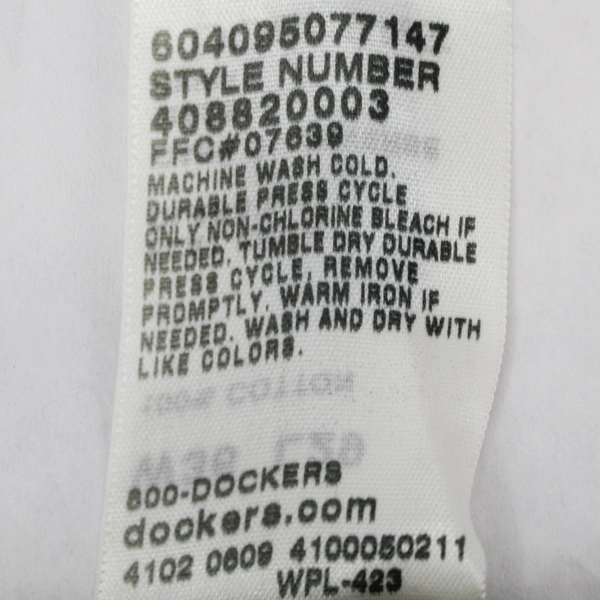 604095077147
STYLE NUMBER
408820003
FFC#07639
MACHINE WASH COLD.
DURABLE PRESS CYCLE
ONLY NON-CHLORINE BLEACH IF
NEEDED. TUMBLE DRY DURABLE
PRESS CYCLE, REMOVE
PROMPTLY. WARM IRON IF
NEEDED. WASH AND DRY WITH
LIKE COLORS.
100% COTTON
800-DOCKERS
dockers.com
4102 0609 4100050211
WPL-423